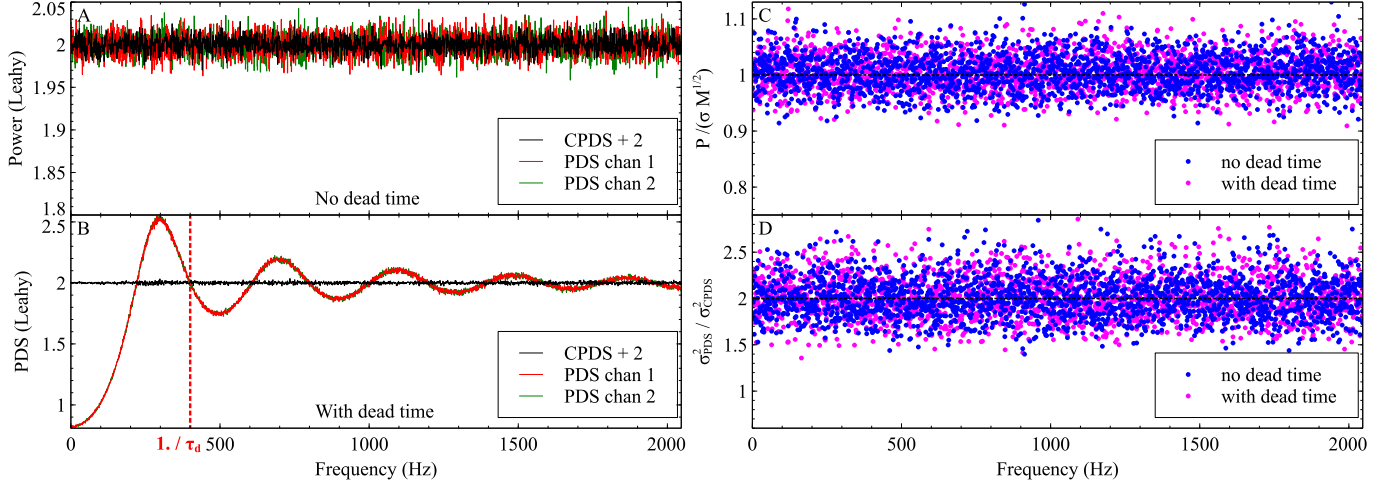 A
2.05
2
1.95
1.9
1.85
1.8
Power (Leahy)
CPDS + 2
PDS chan 1
PDS chan 2
No dead time
B
2.5
2
1.5
1
PDS (Leahy)
CPDS + 2
PDS chan 1
PDS chan 2
With dead time
0 500 1000 1500 2000
1. / τd
Frequency (Hz)
C
1.1
1
0.9
0.8
P /(σ M^1/2)
no dead time
with dead time
D
2.5
2
1.5
1
σ²PDS / σ²CPDS
no dead time
with dead time
0 500 1000 1500 2000
Frequency (Hz)